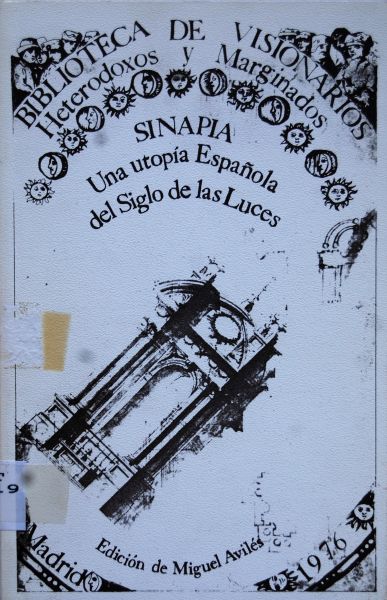 BIBLIOTECA DE VISIONARIOS
Heterodoxos y Marginados
SINAPIA
Una utopía Española
del Siglo de las Luces
Edición de Miguel Avilés
Madrid
1976